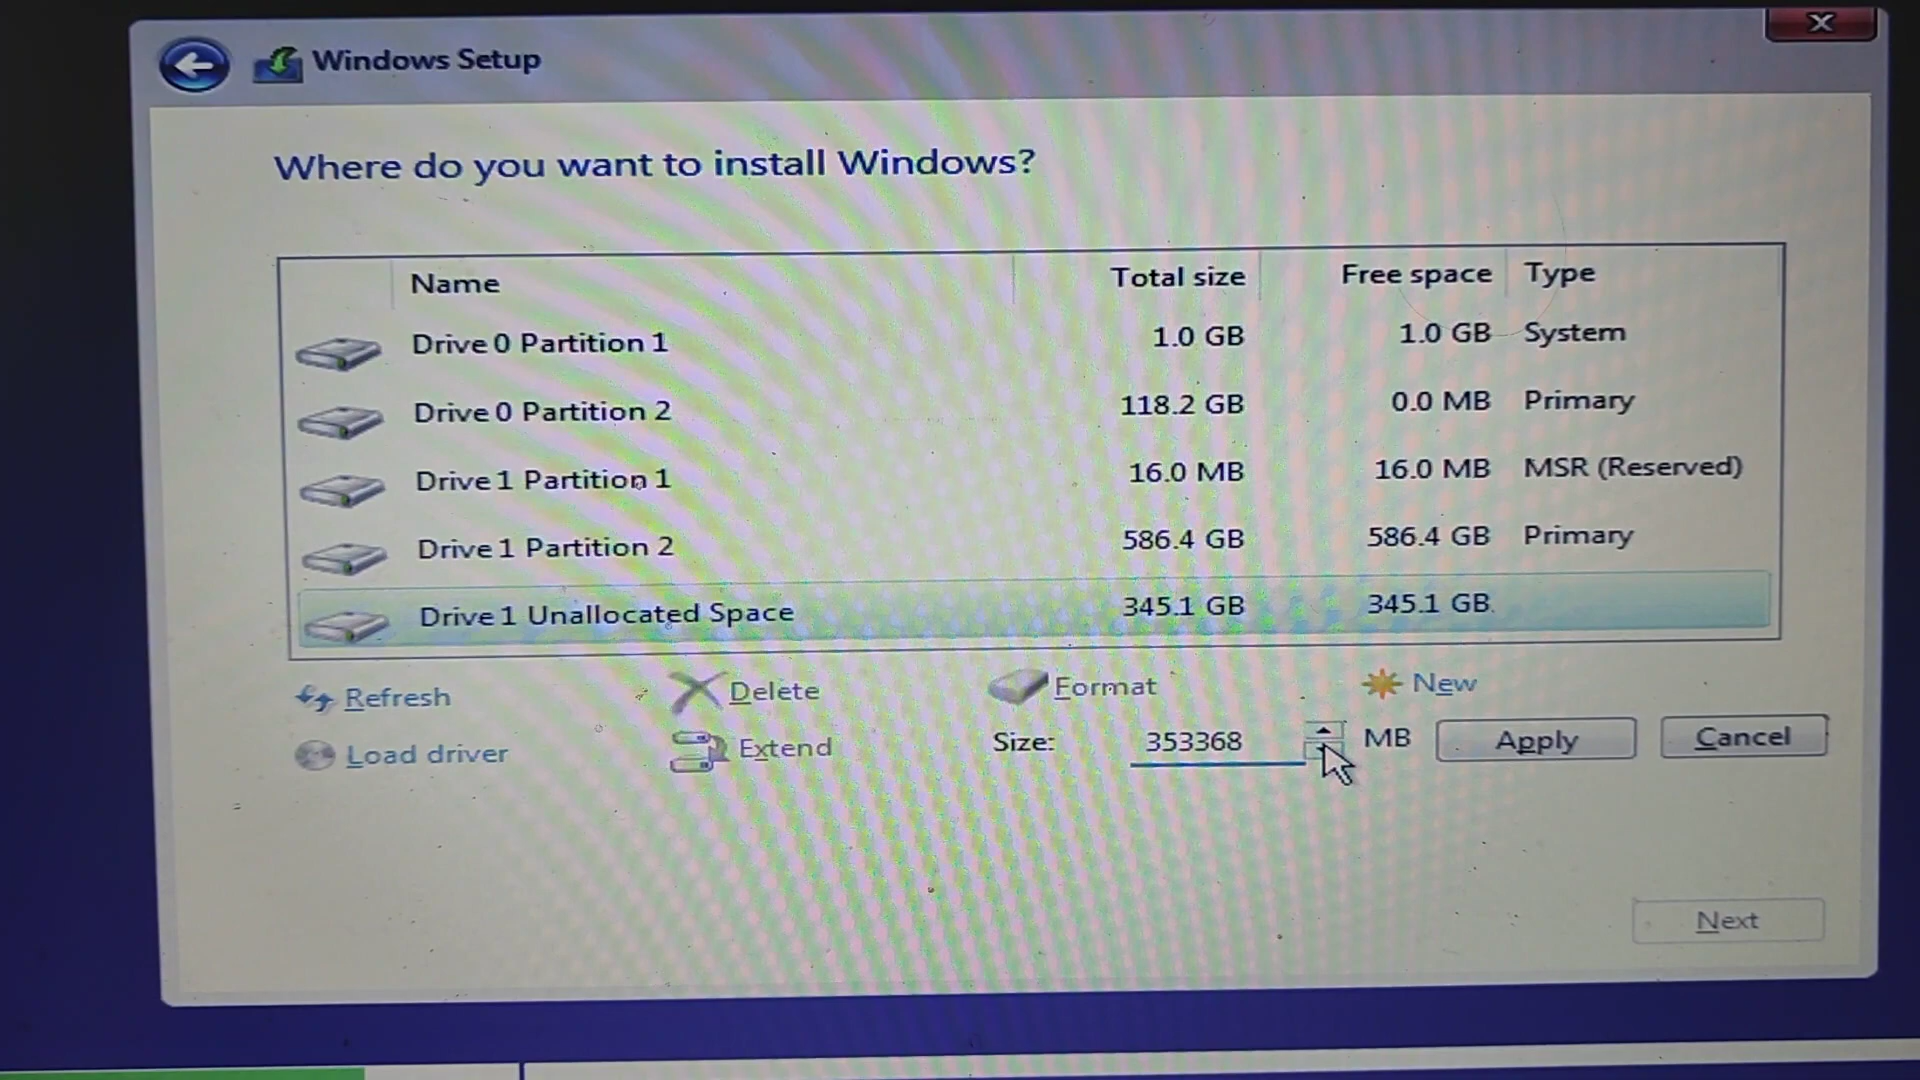 Windows Setup
X
Where do you want to install Windows?
Name Total size Free space Type
Drive 0 Partition 1 1.0 GB 1.0 GB System
Drive 0 Partition 2 118.2 GB 0.0 MB Primary
Drive 1 Partition 1 16.0 MB 16.0 MB MSR (Reserved)
Drive 1 Partition 2 586.4 GB 586.4 GB Primary
Drive 1 Unallocated Space 345.1 GB 345.1 GB
Refresh Delete Format New
Load driver Extend Size: 353368 MB Apply Cancel
Next